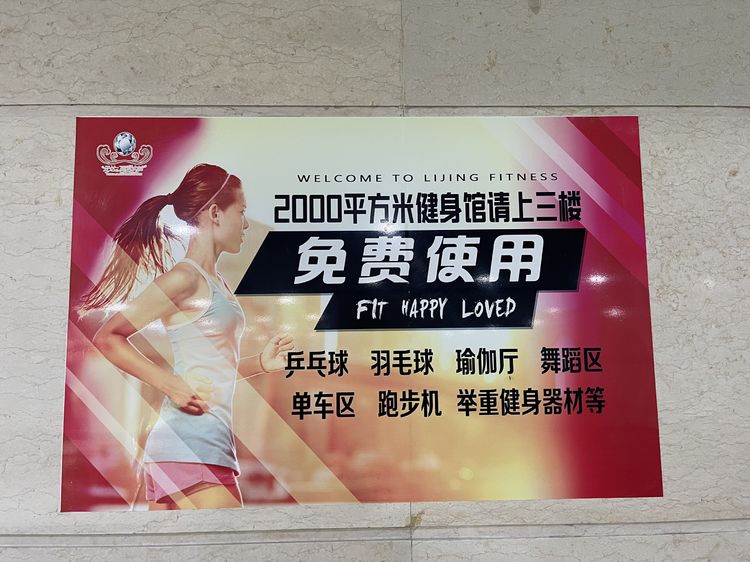 WELCOME TO LIJING FITNESS
2000平方米健身馆请上三楼
免费使用
FIT HAPPY LOVED
乒乓球 羽毛球 瑜伽厅 舞蹈区
单车区 跑步机 举重健身器材等